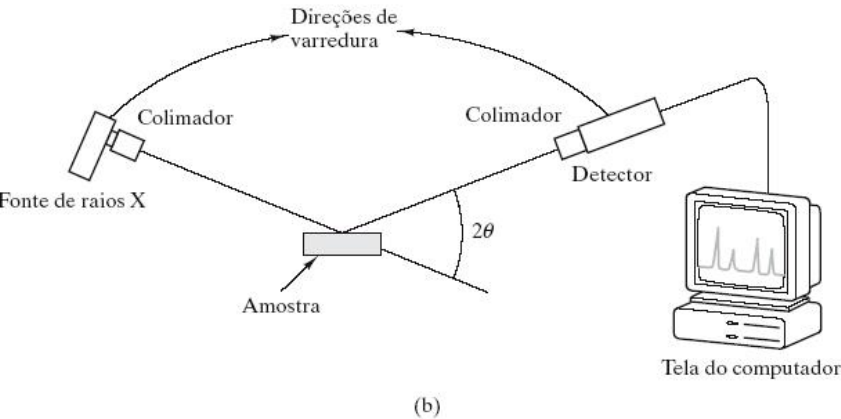 Direções de
varredura
Colimador
Colimador
Fonte de raios X
Detector
2θ
Amostra
Tela do computador
(b)